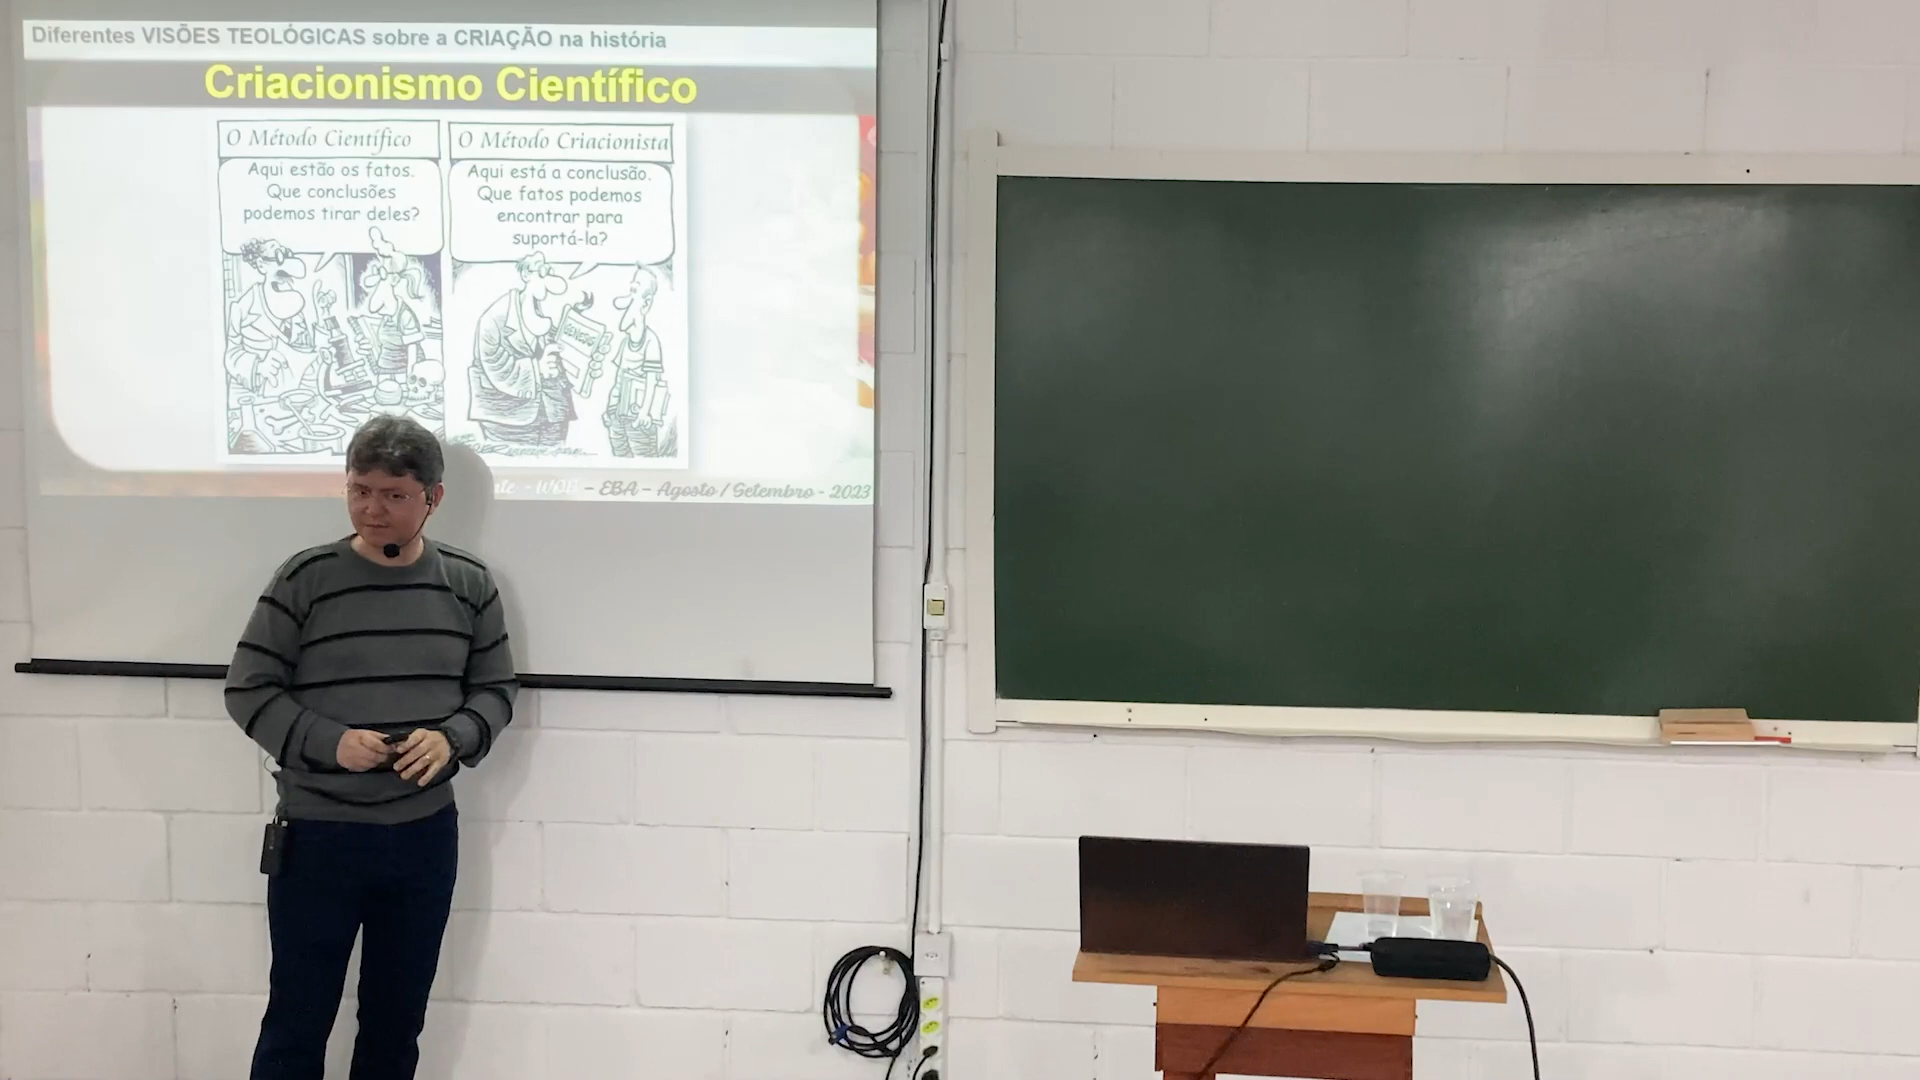 Diferentes VISÕES TEOLÓGICAS sobre a CRIAÇÃO na história
Criacionismo Científico
O Método Científico
Aqui estão os fatos.
Que conclusões
podemos tirar deles?
O Método Criacionista
Aqui está a conclusão.
Que fatos podemos
encontrar para
suportá-la?
GENESIS
- EBA - Agosto / Setembro - 2023